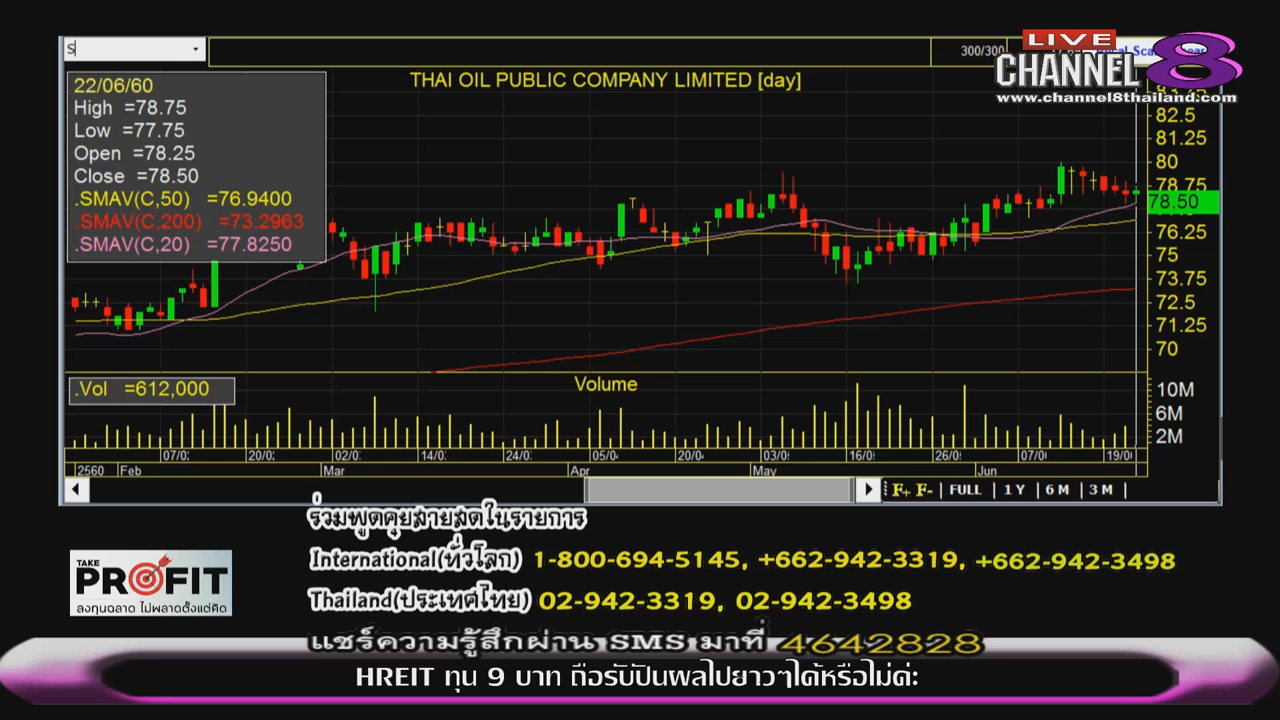 S
300/300
LIVE
CHANNEL 8
www.channel8thailand.com
THAI OIL PUBLIC COMPANY LIMITED [day]
22/06/60
High =78.75
Low =77.75
Open =78.25
Close =78.50
.SMAV(C,50) =76.9400
.SMAV(C,200) =73.2963
.SMAV(C,20) =77.8250
82.5
81.25
80
78.75
78.50
76.25
75
73.75
72.5
71.25
70
.Vol =612,000
Volume
10M
6M
2M
07/0 20/0 02/0 14/0 24/0 05/0 20/0 03/0 16/0 26/0 07/0 19/0
2560 Feb Mar Apr May Jun
F+ F- | FULL | 1 Y | 6 M | 3 M |
ร่วมพูดคุยสายสดในรายการ
International(ทั่วโลก) 1-800-694-5145, +662-942-3319, +662-942-3498
TAKE
PROFIT
ลงทุนฉลาด ไม่พลาดตั้งแต่คิด
Thailand(ประเทศไทย) 02-942-3319, 02-942-3498
แชร์ความรู้สึกผ่าน SMS มาที่ 4642828
HREIT ทุน 9 บาท ถือรับปันผลไปยาวๆได้หรือไม่ค่ะ